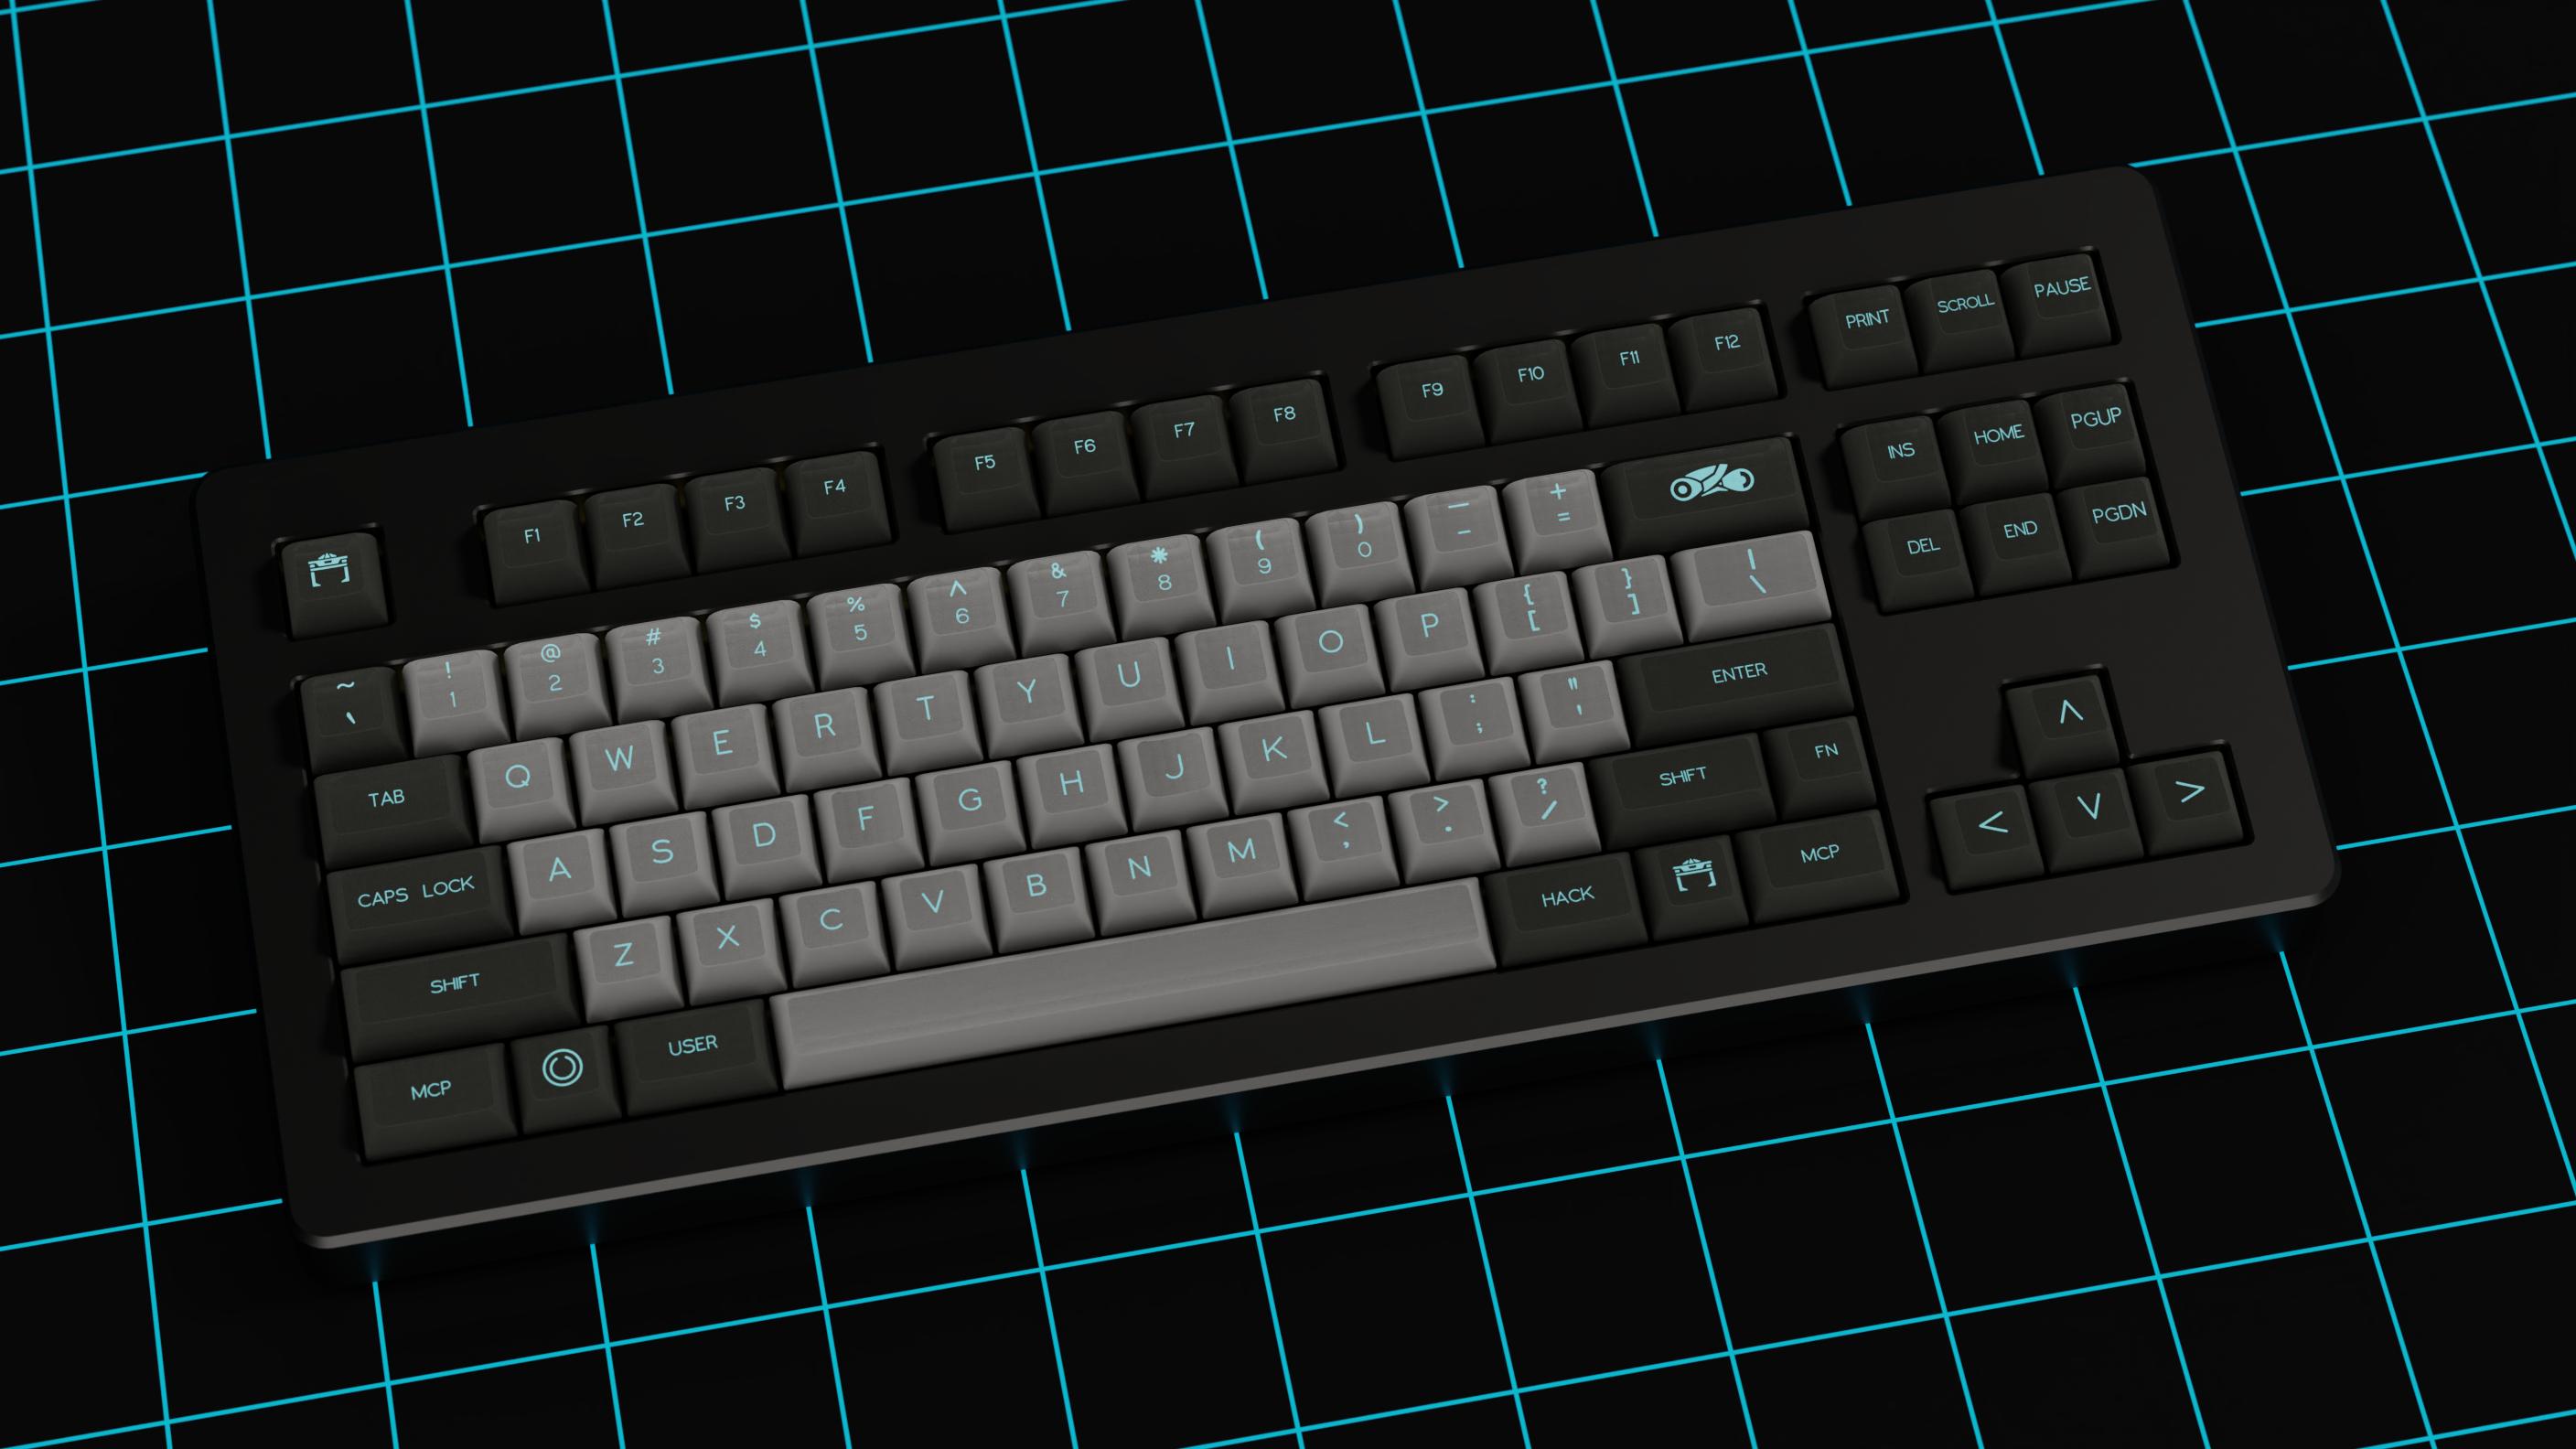 F1 F2 F3 F4 F5 F6 F7 F8 F9 F10 F11 F12 PRINT SCROLL PAUSE
~ ! @ # $ % ^ & * ( ) — +
` 1 2 3 4 5 6 7 8 9 0 - = INS HOME PGUP
TAB Q W E R T Y U I O P { [ } ] | \ DEL END PGDN
CAPS LOCK A S D F G H J K L : ; " ' ENTER
SHIFT Z X C V B N M < , > . ? / SHIFT FN ^
MCP USER HACK MCP < V >